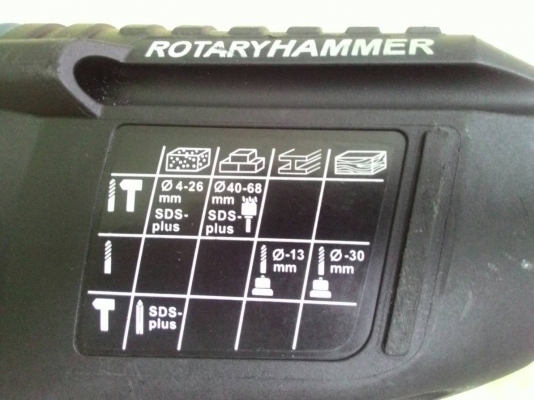 ROTARYHAMMER
Ø 4-26
mm
SDS-
plus
Ø40-68
mm
SDS-
plus
Ø-13
mm
Ø-30
mm
SDS-
plus